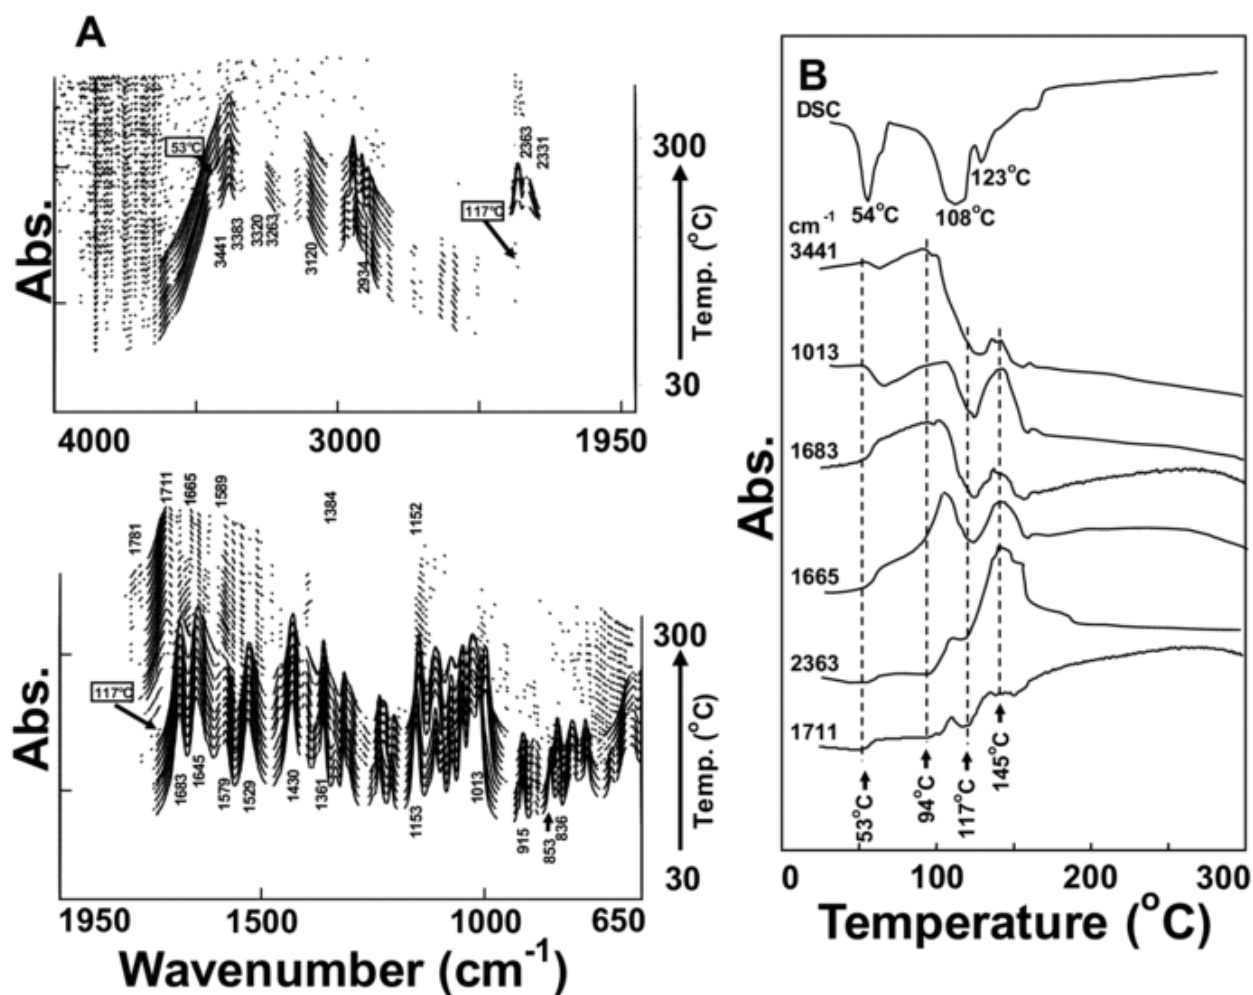 A
Abs.
53°C
3441
3383
3320
3263
3120
2934
117°C
2363
2331
300
Temp. (°C)
30
4000
3000
1950
Abs.
1781
1711
1665
1589
1384
1152
117°C
1683
1645
1579
1529
1430
1361
1153
1013
915
853
836
300
Temp. (°C)
30
1950
1500
1000
650
Wavenumber (cm-1)
B
DSC
54°C
108°C
123°C
cm-1
3441
1013
1683
1665
2363
1711
Abs.
53°C
94°C
117°C
145°C
0
100
200
300
Temperature (°C)